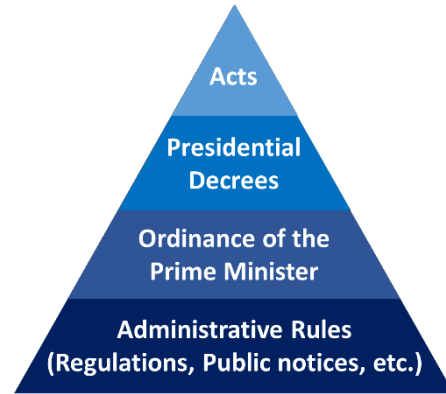 Acts
Presidential
Decrees
Ordinance of the
Prime Minister
Administrative Rules
(Regulations, Public notices, etc.)